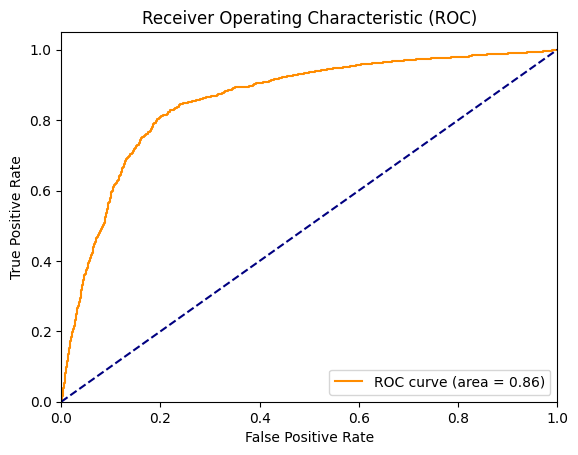 Receiver Operating Characteristic (ROC)
True Positive Rate
1.0
0.8
0.6
0.4
0.2
0.0
0.0 0.2 0.4 0.6 0.8 1.0
False Positive Rate
ROC curve (area = 0.86)